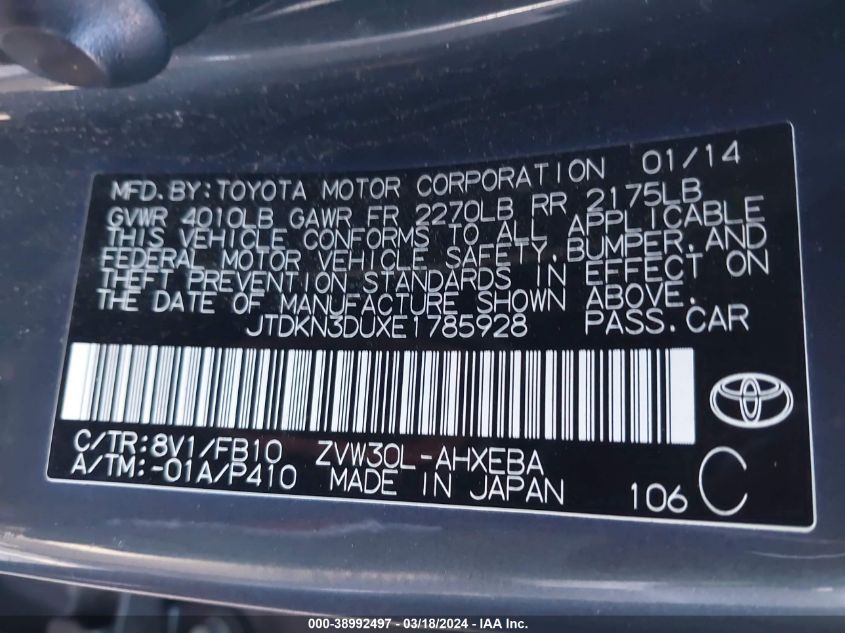 MFD. BY: TOYOTA MOTOR CORPORATION 01/14
GVWR 4010LB GAWR FR 2270LB RR 2175LB
THIS VEHICLE CONFORMS TO ALL APPLICABLE
FEDERAL MOTOR VEHICLE SAFETY, BUMPER, AND
THEFT PREVENTION STANDARDS IN EFFECT ON
THE DATE OF MANUFACTURE SHOWN ABOVE.
JTDKN3DUXE1785928 PASS. CAR
C/TR: 8V1/FB10 ZVW30L-AHXEBA
A/TM: -01A/P410 MADE IN JAPAN 106 C
000-38992497 - 03/18/2024 - IAAI.COM